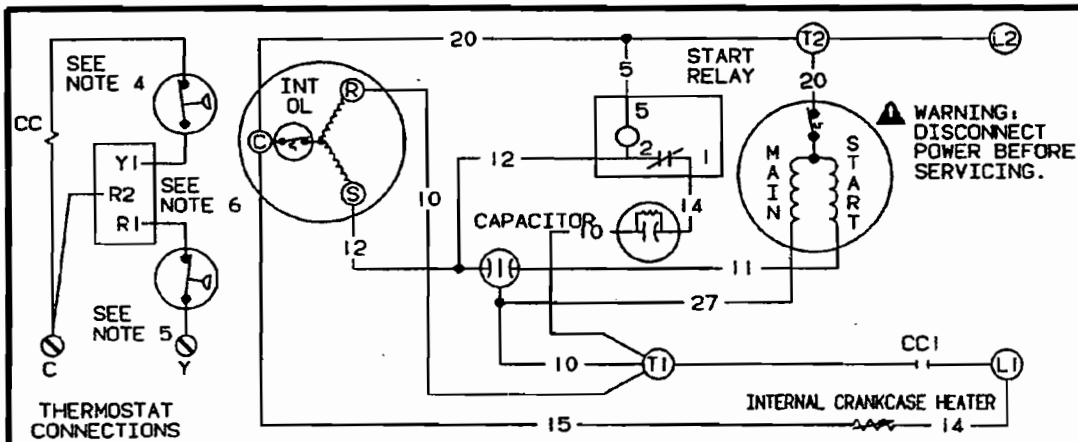 20
T2
L2
SEE
NOTE 4
INT
OL
R
5
START
RELAY
20
CC
C
5
2
1
WARNING:
DISCONNECT
POWER BEFORE
SERVICING.
Y1
R2
R1
SEE
NOTE 6
12
MAIN
START
S
10
14
CAPACITOR
10
12
11
27
SEE
NOTE 5
C
Y
10
T1
CC1
L1
THERMOSTAT
CONNECTIONS
15
INTERNAL CRANKCASE HEATER
14